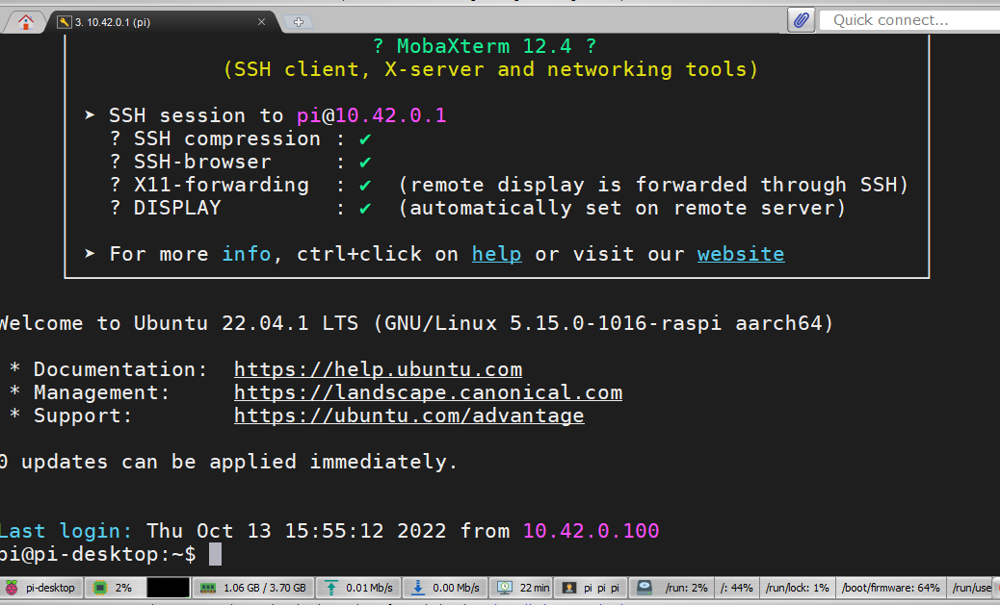 3. 10.42.0.1 (pi)
Quick connect...
? MobaXterm 12.4 ?
(SSH client, X-server and networking tools)
➤ SSH session to pi@10.42.0.1
? SSH compression : ✔
? SSH-browser : ✔
? X11-forwarding : ✔ (remote display is forwarded through SSH)
? DISPLAY : ✔ (automatically set on remote server)
➤ For more info, ctrl+click on help or visit our website
Welcome to Ubuntu 22.04.1 LTS (GNU/Linux 5.15.0-1016-raspi aarch64)
* Documentation: https://help.ubuntu.com
* Management: https://landscape.canonical.com
* Support: https://ubuntu.com/advantage
0 updates can be applied immediately.
Last login: Thu Oct 13 15:55:12 2022 from 10.42.0.100
pi@pi-desktop:~$
pi-desktop 2% 1.06 GB / 3.70 GB 0.01 Mb/s 0.00 Mb/s 22 min pi pi pi /run: 2% /: 44% /run/lock: 1% /boot/firmware: 64% /run/use